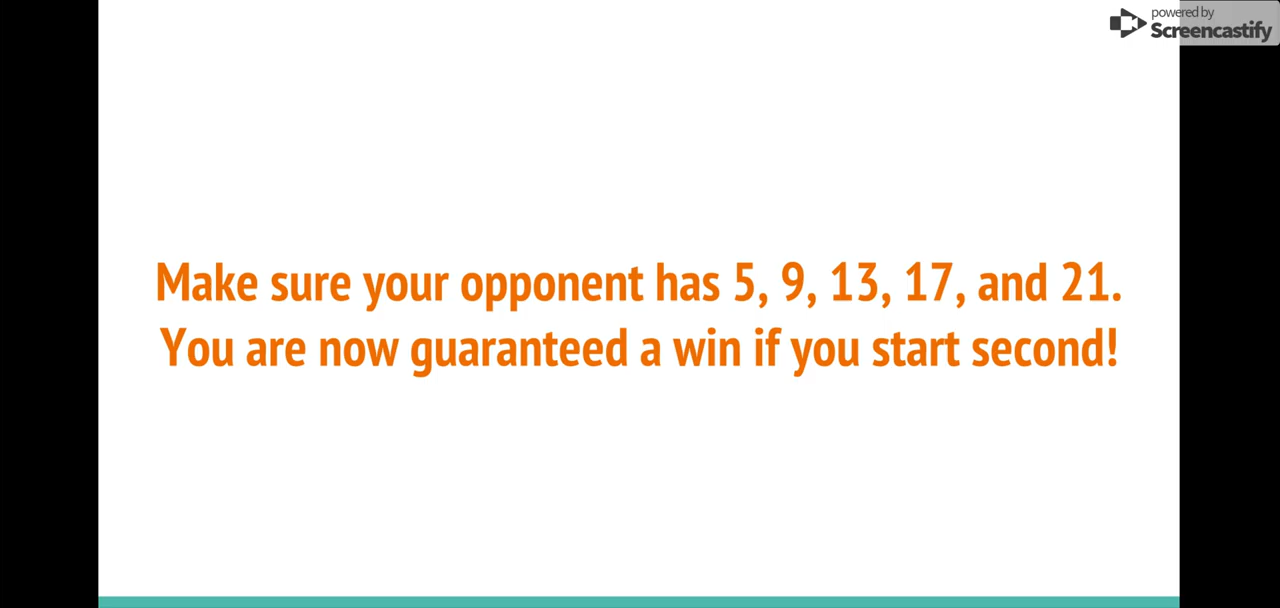 powered by
Screencastify
Make sure your opponent has 5, 9, 13, 17, and 21.
You are now guaranteed a win if you start second!